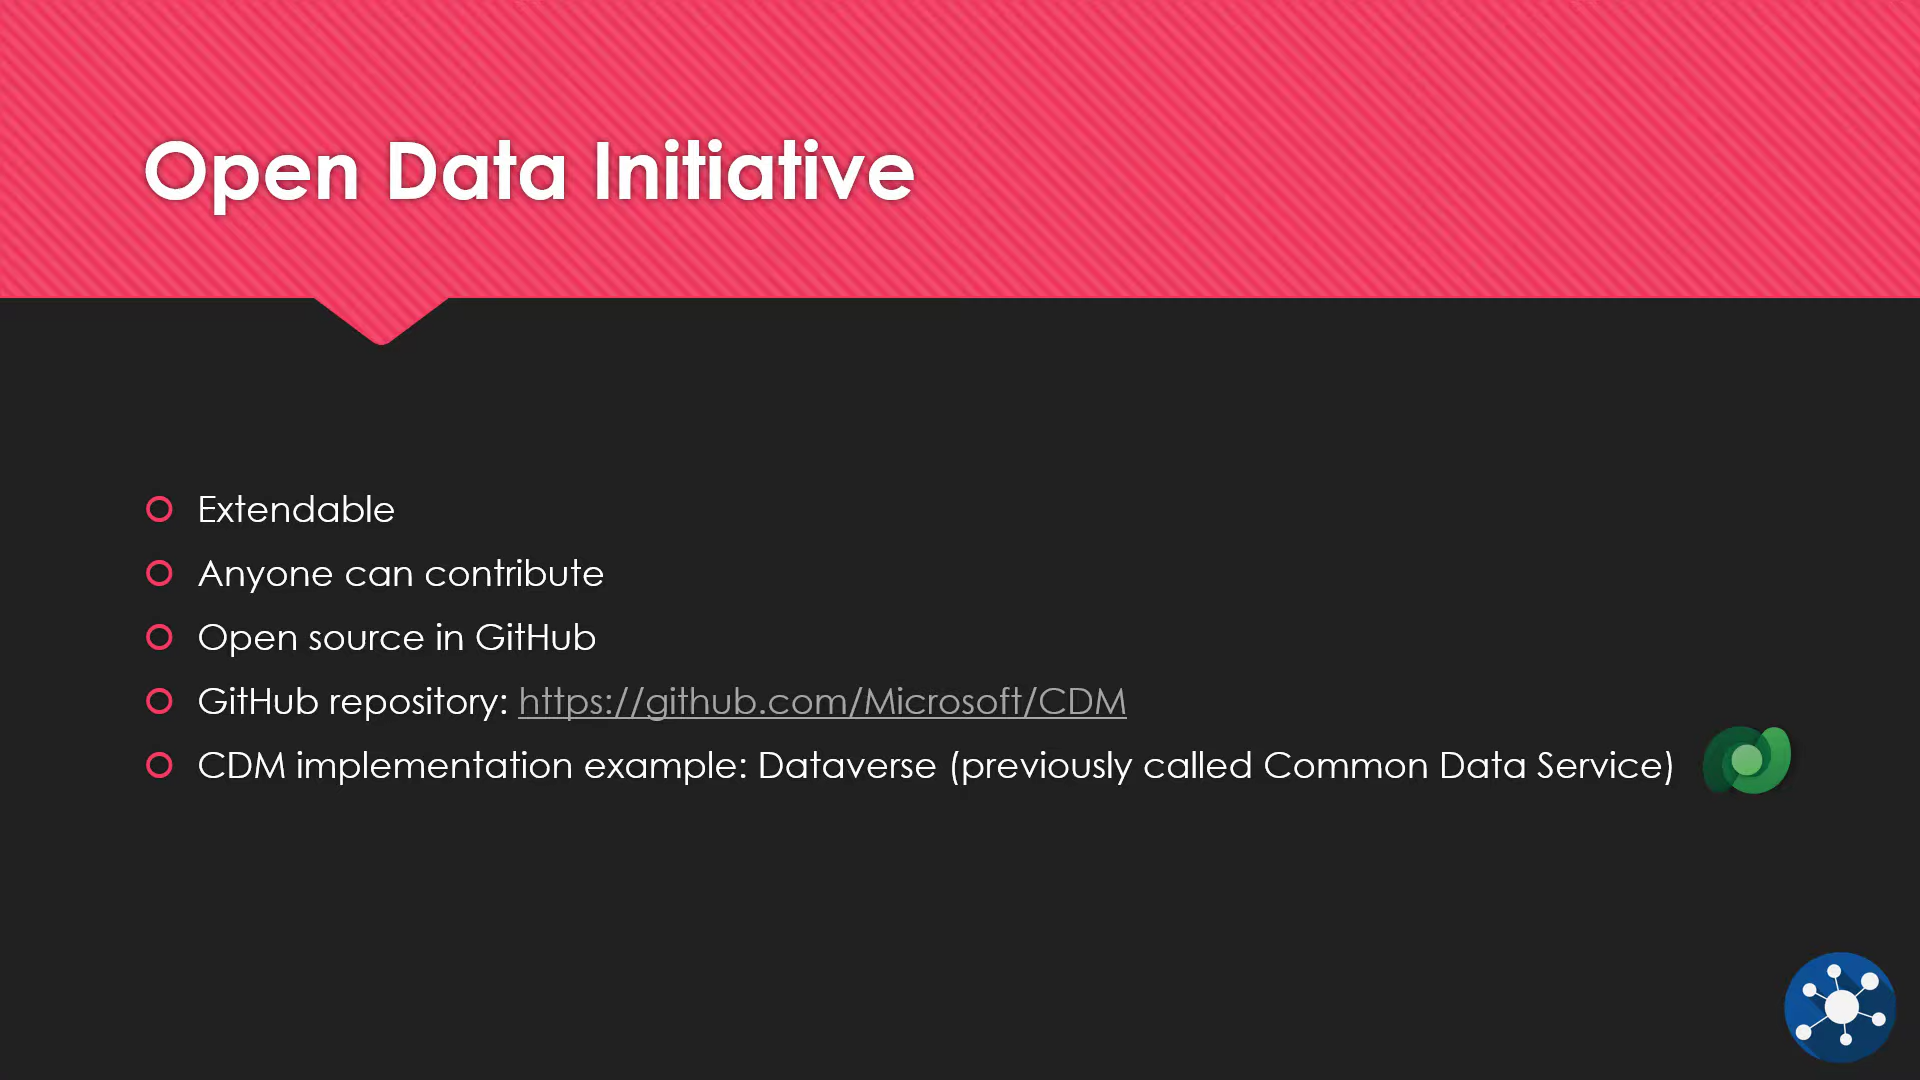 Open Data Initiative
Extendable
Anyone can contribute
Open source in GitHub
GitHub repository: https://github.com/Microsoft/CDM
CDM implementation example: Dataverse (previously called Common Data Service)